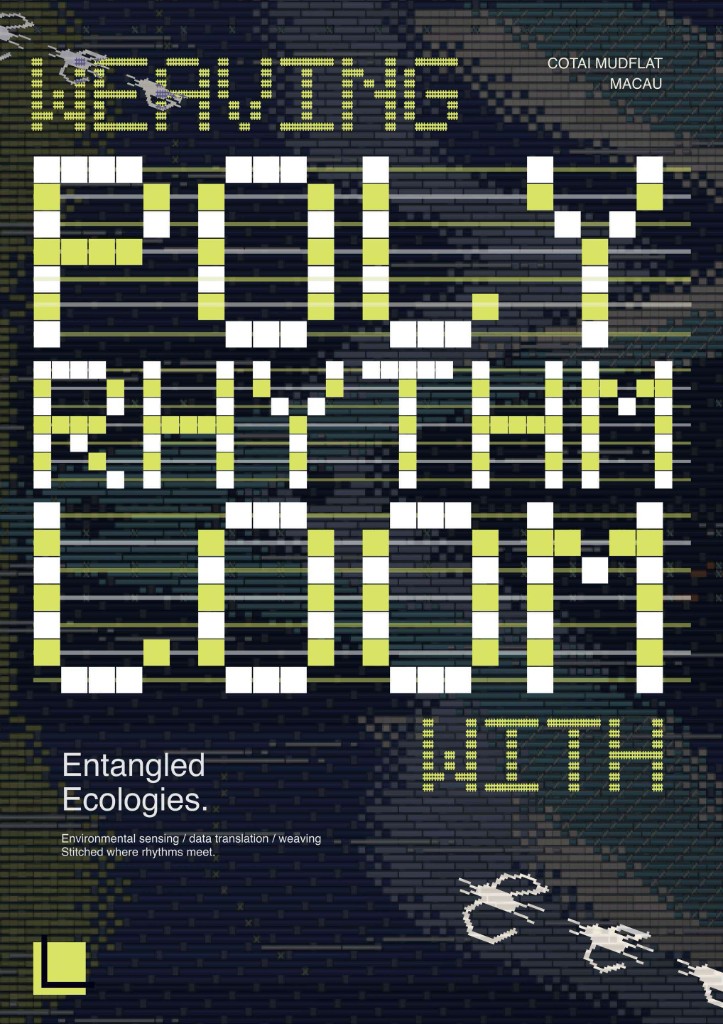 WEAVING
COTAI MUDFLAT
MACAU
POLY
RHYTHM
LOOM
WITH
Entangled
Ecologies.
Environmental sensing / data translation / weaving
Stitched where rhythms meet.